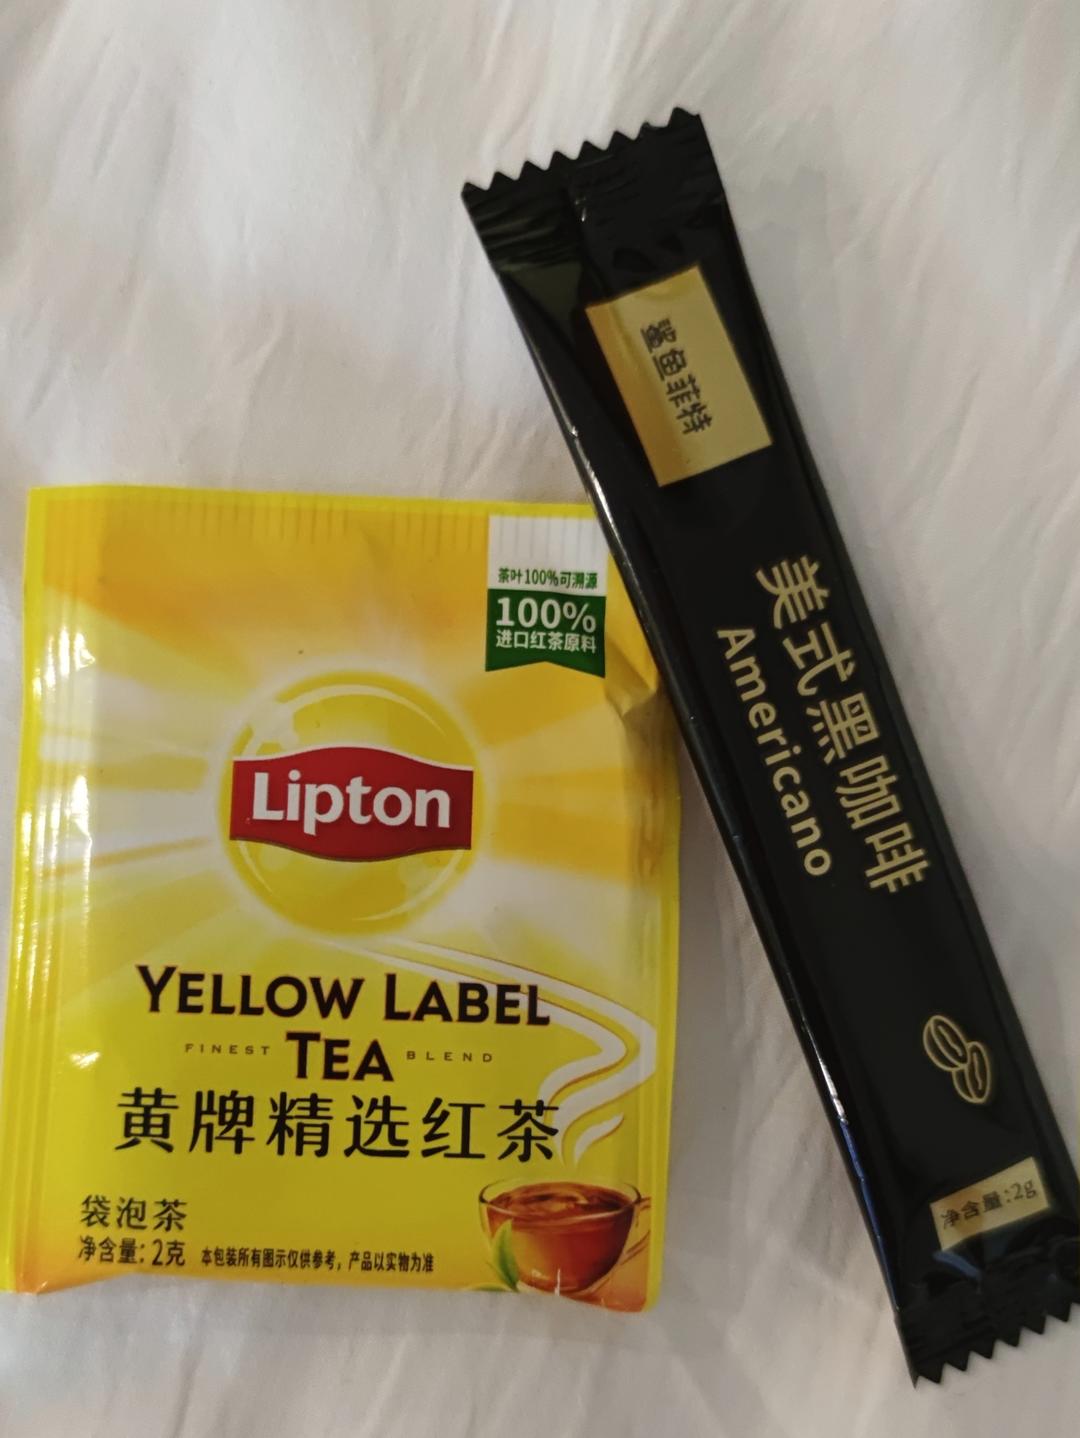 茶叶100%可溯源
100%
进口红茶原料
Lipton
YELLOW LABEL
FINEST TEA BLEND
黄牌精选红茶
袋泡茶
净含量: 2克 本包装所有图示仅供参考，产品以实物为准
鲨鱼菲特
美式黑咖啡
Americano
净含量:2g